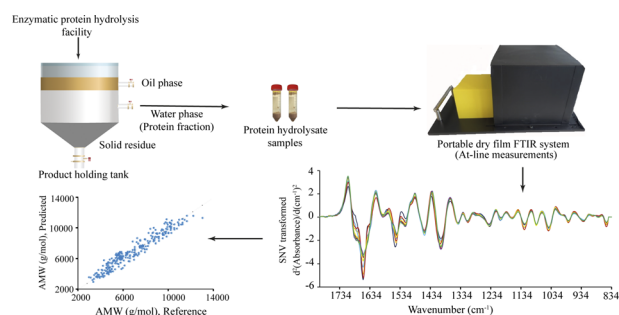 Enzymatic protein hydrolysis
facility
Oil phase
Water phase
(Protein fraction)
Solid residue
Product holding tank
Protein hydrolysate
samples
Portable dry film FTIR system
(At-line measurements)
SNV transformed
d²(Absorbance)/d(cm⁻¹)²
4
2
0
-2
-4
-6
1734
1634
1534
1434
1334
1234
1134
1034
934
834
Wavenumber (cm⁻¹)
AMW (g/mol), Predicted
14000
10000
6000
2000
2000
6000
10000
14000
AMW (g/mol), Reference